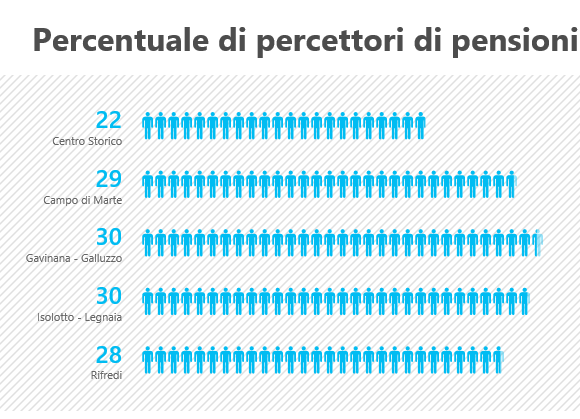 Percentuale di percettori di pensioni
22
Centro Storico
29
Campo di Marte
30
Gavinana - Galluzzo
30
Isolotto - Legnaia
28
Rifredi